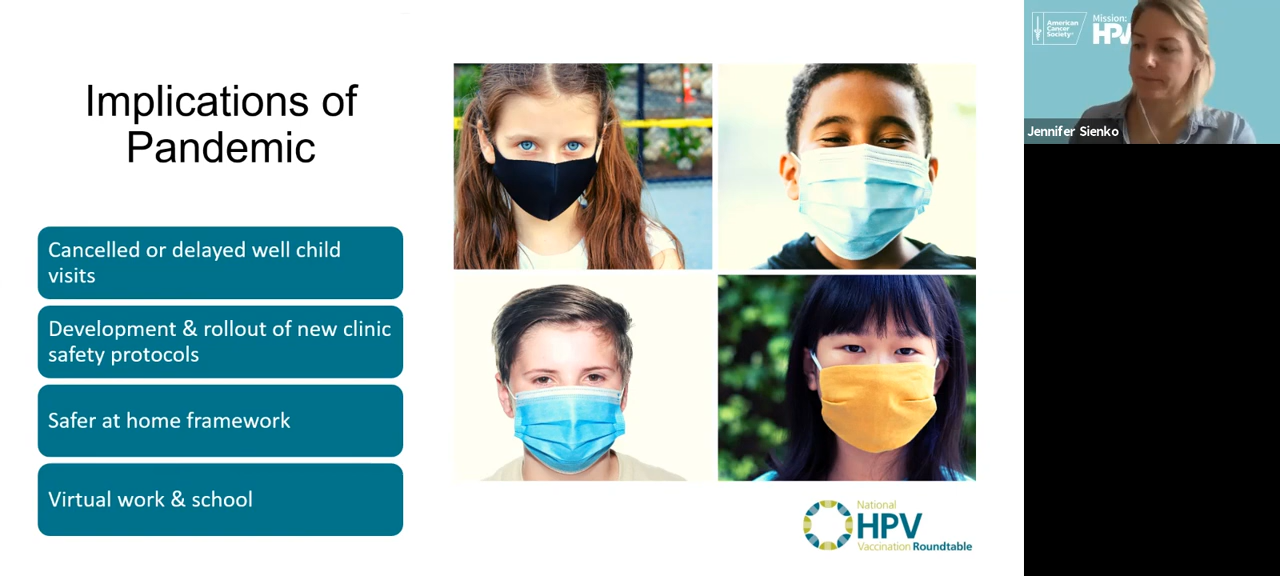 Implications of
Pandemic
Cancelled or delayed well child
visits
Development & rollout of new clinic
safety protocols
Safer at home framework
Virtual work & school
National
HPV
Vaccination Roundtable
American
Cancer
Society
Mission:
HPV
Jennifer Sienko